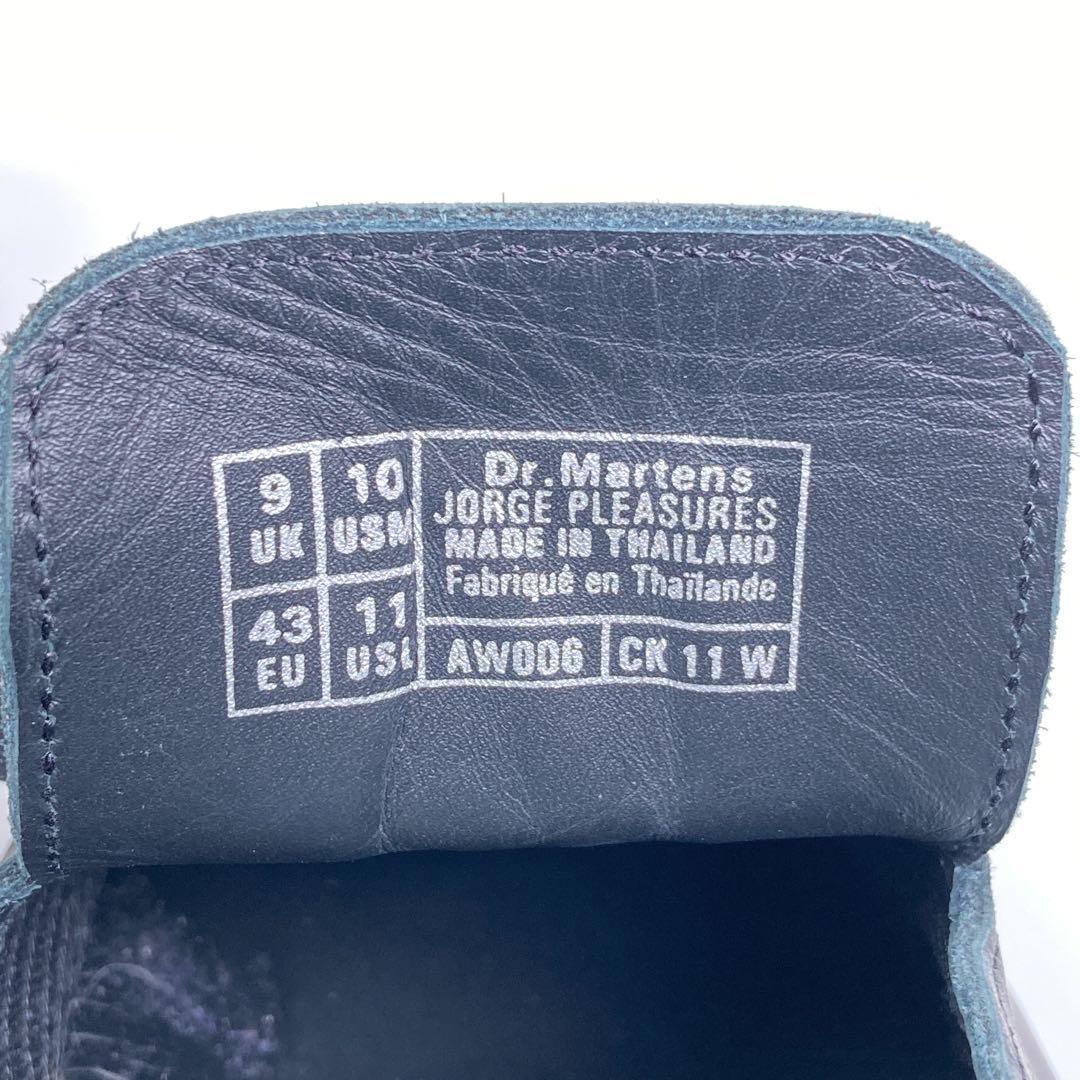 9 UK
10 USM
43 EU
11 USL
Dr. Martens
JORGE PLEASURES
MADE IN THAILAND
Fabriqué en Thaïlande
AW006
CK 11 W